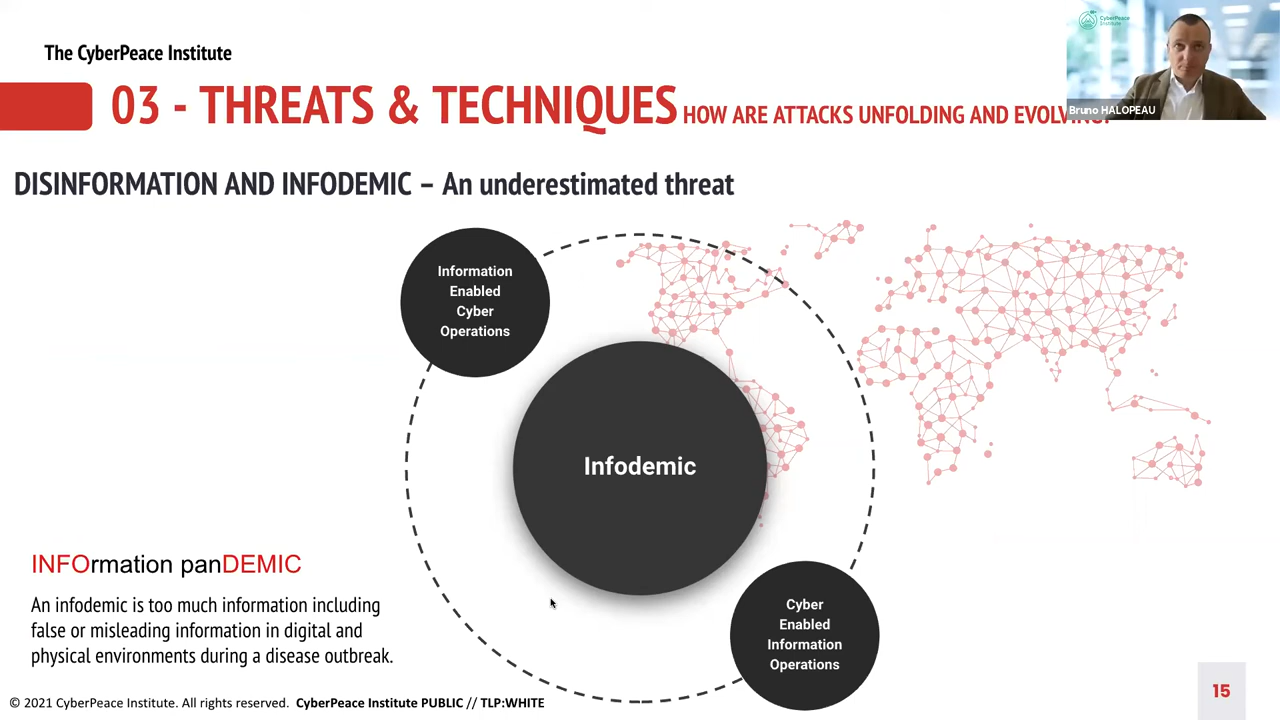 The CyberPeace Institute
03 - THREATS & TECHNIQUES HOW ARE ATTACKS UNFOLDING AND
CyberPeace
Institute
Bruno HALOPEAU
DISINFORMATION AND INFODEMIC – An underestimated threat
Information
Enabled
Cyber
Operations
Infodemic
INFOrmation panDEMIC
An infodemic is too much information including
false or misleading information in digital and
physical environments during a disease outbreak.
Cyber
Enabled
Information
Operations
© 2021 CyberPeace Institute. All rights reserved. CyberPeace Institute PUBLIC // TLP:WHITE
15